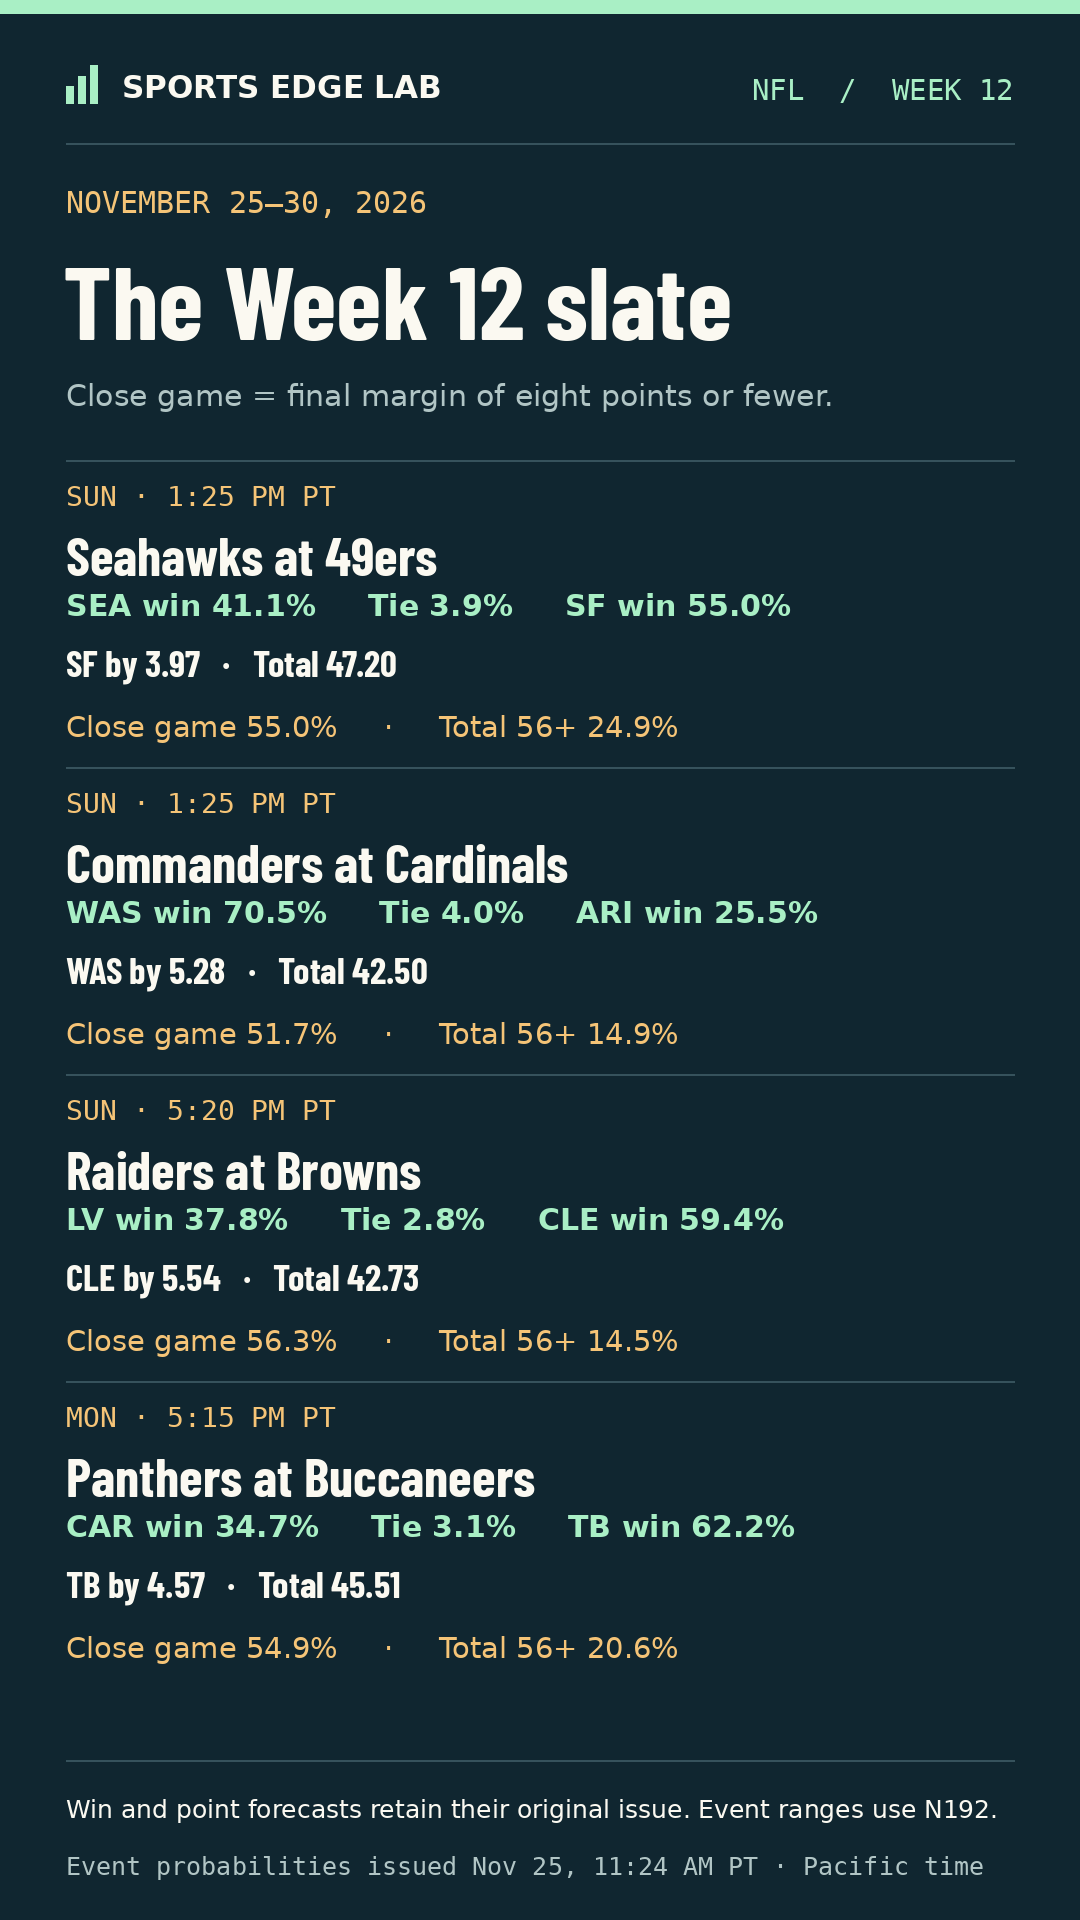 SPORTS EDGE LAB
NFL / WEEK 12
NOVEMBER 25–30, 2026
The Week 12 slate
Close game = final margin of eight points or fewer.
SUN · 1:25 PM PT
Seahawks at 49ers
SEA win 41.1% Tie 3.9% SF win 55.0%
SF by 3.97 · Total 47.20
Close game 55.0% · Total 56+ 24.9%
SUN · 1:25 PM PT
Commanders at Cardinals
WAS win 70.5% Tie 4.0% ARI win 25.5%
WAS by 5.28 · Total 42.50
Close game 51.7% · Total 56+ 14.9%
SUN · 5:20 PM PT
Raiders at Browns
LV win 37.8% Tie 2.8% CLE win 59.4%
CLE by 5.54 · Total 42.73
Close game 56.3% · Total 56+ 14.5%
MON · 5:15 PM PT
Panthers at Buccaneers
CAR win 34.7% Tie 3.1% TB win 62.2%
TB by 4.57 · Total 45.51
Close game 54.9% · Total 56+ 20.6%
Win and point forecasts retain their original issue. Event ranges use N192.
Event probabilities issued Nov 25, 11:24 AM PT · Pacific time